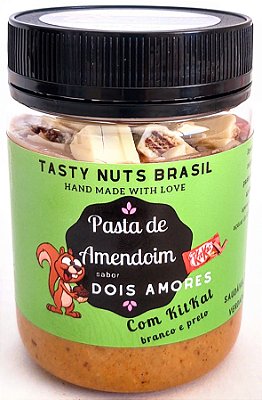 TASTY NUTS BRASIL
HAND MADE WITH LOVE
Pasta de
Amendoim
sabor
DOIS AMORES
KitKat
Com KitKat
branco e preto